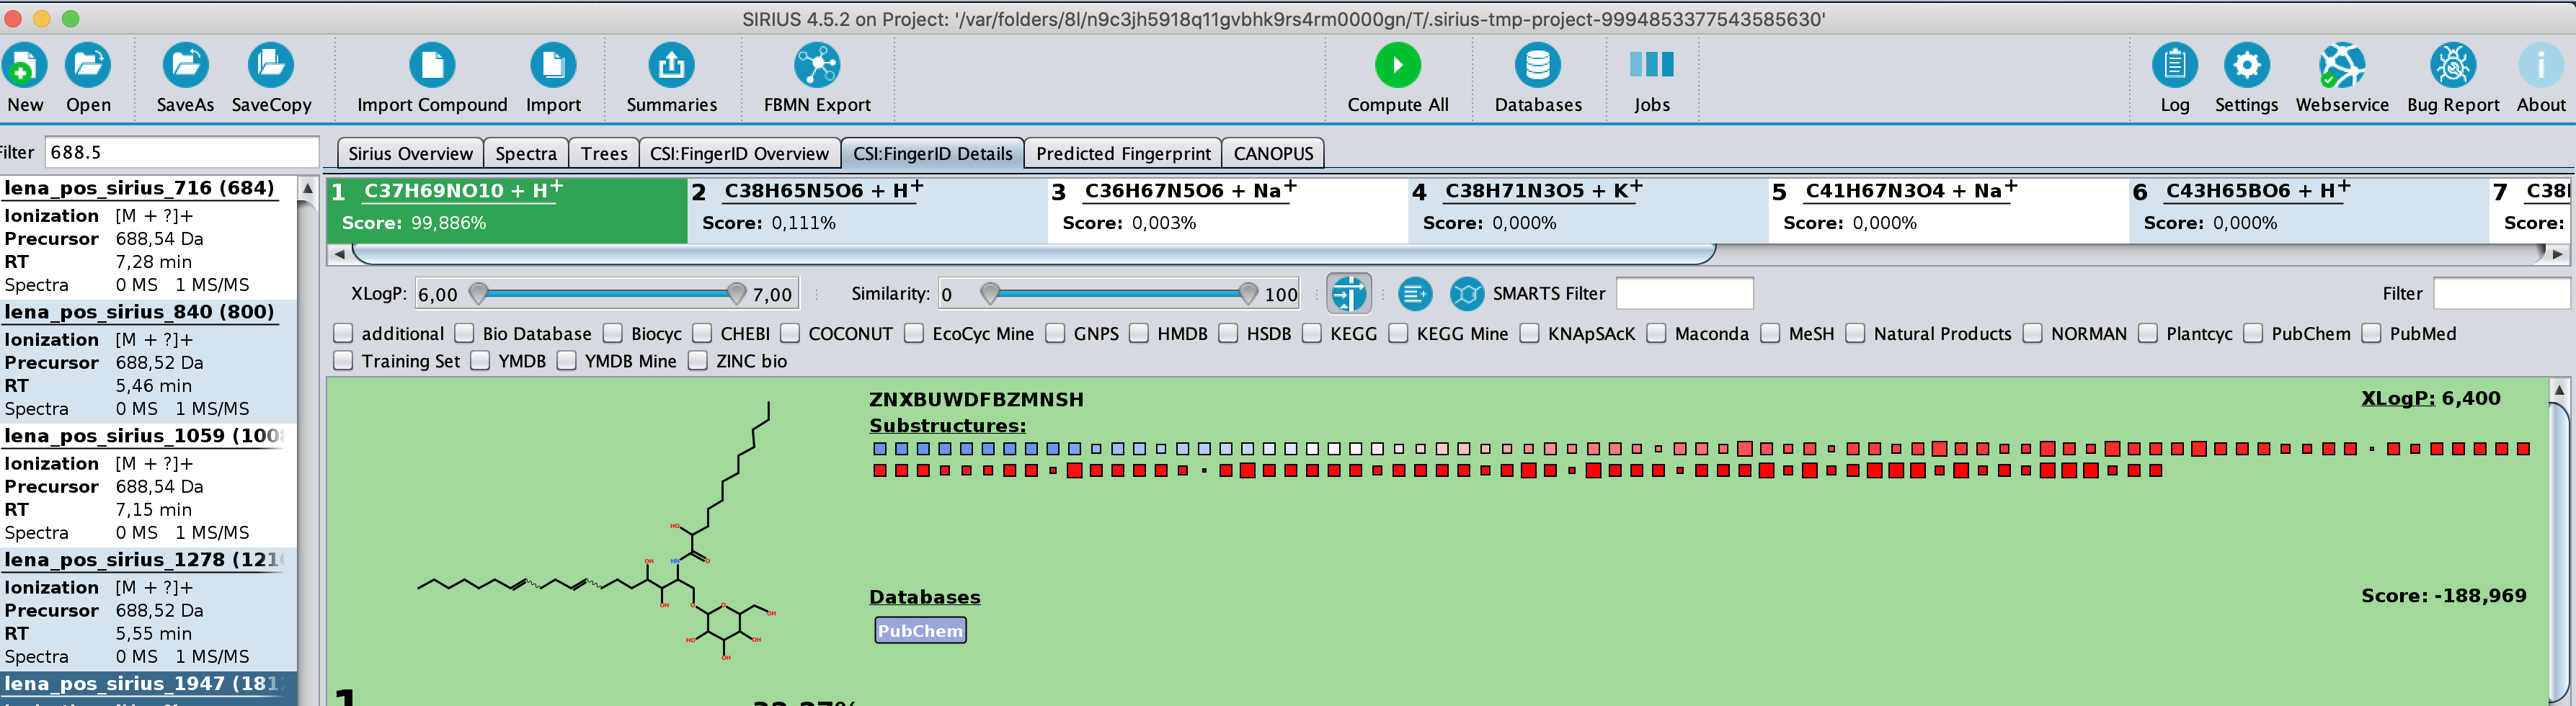 SIRIUS 4.5.2 on Project: '/var/folders/8l/n9c3jh5918q11gvbhk9rs4rm0000gn/T/.sirius-tmp-project-9994853377543585630'
New Open SaveAs SaveCopy Import Compound Import Summaries FBMN Export Compute All Databases Jobs Log Settings Webservice Bug Report About
Filter 688.5
Sirius Overview Spectra Trees CSI:FingerID Overview CSI:FingerID Details Predicted Fingerprint CANOPUS
lena_pos_sirius_716 (684)
Ionization [M + ?]+
Precursor 688,54 Da
RT 7,28 min
Spectra 0 MS 1 MS/MS
lena_pos_sirius_840 (800)
Ionization [M + ?]+
Precursor 688,52 Da
RT 5,46 min
Spectra 0 MS 1 MS/MS
lena_pos_sirius_1059 (100
Ionization [M + ?]+
Precursor 688,54 Da
RT 7,15 min
Spectra 0 MS 1 MS/MS
lena_pos_sirius_1278 (121
Ionization [M + ?]+
Precursor 688,52 Da
RT 5,55 min
Spectra 0 MS 1 MS/MS
lena_pos_sirius_1947 (181
1 C37H69NO10 + H+ 2 C38H65N5O6 + H+ 3 C36H67N5O6 + Na+ 4 C38H71N3O5 + K+ 5 C41H67N3O4 + Na+ 6 C43H65BO6 + H+ 7 C38
Score: 99,886% Score: 0,111% Score: 0,003% Score: 0,000% Score: 0,000% Score: 0,000% Score:
XLogP: 6,00 7,00 Similarity: 0 100 SMARTS Filter Filter
additional Bio Database Biocyc CHEBI COCONUT EcoCyc Mine GNPS HMDB HSDB KEGG KEGG Mine KNApSAcK Maconda MeSH Natural Products NORMAN Plantcyc PubChem PubMed
Training Set YMDB YMDB Mine ZINC bio
ZNXBUWDFBZMNSH XLogP: 6,400
Substructures:
HO
OH HN O
OH O O OH
HO OH
OH
Databases Score: -188,969
PubChem
1 32,27%